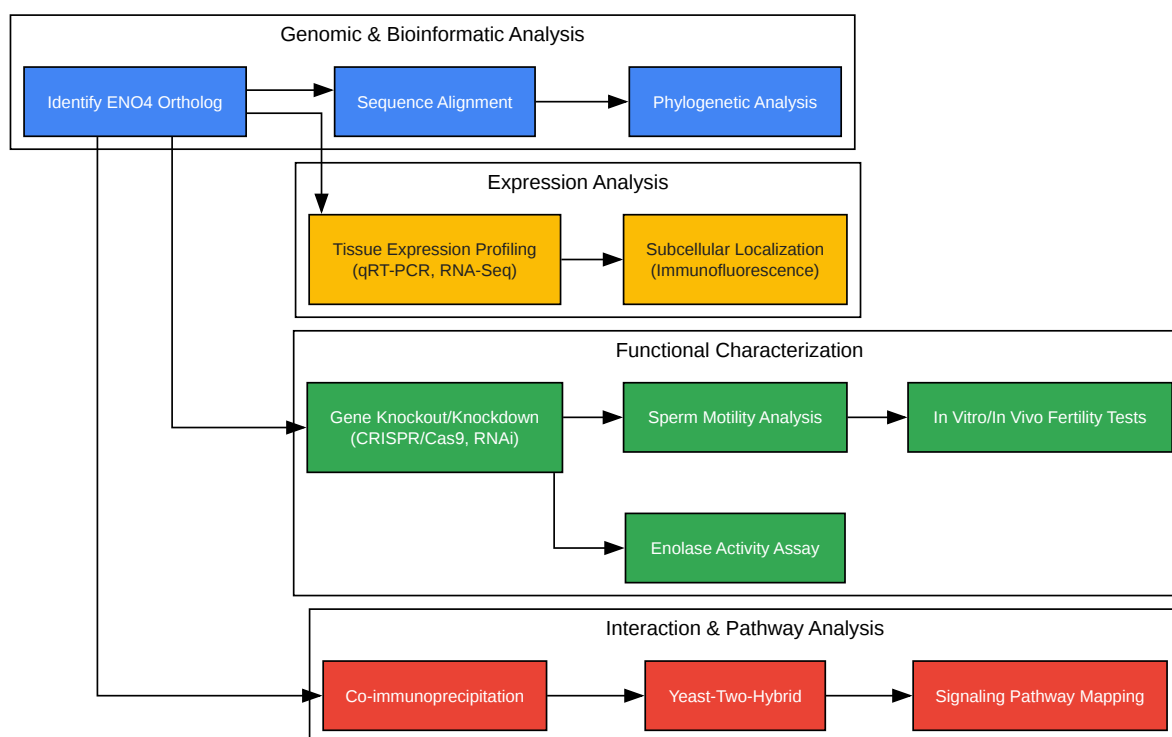 Genomic & Bioinformatic Analysis
Identify ENO4 Ortholog
Sequence Alignment
Phylogenetic Analysis
Expression Analysis
Tissue Expression Profiling
(qRT-PCR, RNA-Seq)
Subcellular Localization
(Immunofluorescence)
Functional Characterization
Gene Knockout/Knockdown
(CRISPR/Cas9, RNAi)
Sperm Motility Analysis
In Vitro/In Vivo Fertility Tests
Enolase Activity Assay
Interaction & Pathway Analysis
Co-immunoprecipitation
Yeast-Two-Hybrid
Signaling Pathway Mapping